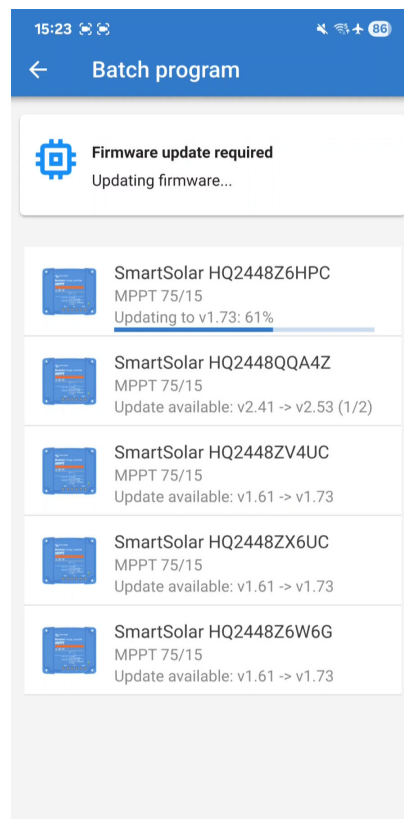 15:23 86
Batch program
Firmware update required
Updating firmware...
SmartSolar HQ2448Z6HPC
MPPT 75/15
Updating to v1.73: 61%
SmartSolar HQ2448QQA4Z
MPPT 75/15
Update available: v2.41 -> v2.53 (1/2)
SmartSolar HQ2448ZV4UC
MPPT 75/15
Update available: v1.61 -> v1.73
SmartSolar HQ2448ZX6UC
MPPT 75/15
Update available: v1.61 -> v1.73
SmartSolar HQ2448Z6W6G
MPPT 75/15
Update available: v1.61 -> v1.73